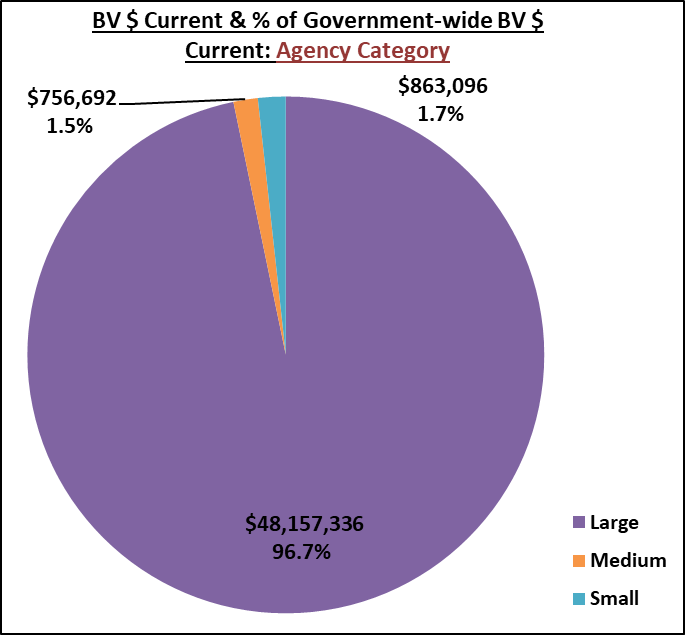 BV $ Current & % of Government-wide BV $
Current: Agency Category
$756,692
1.5%
$863,096
1.7%
$48,157,336
96.7%
Large
Medium
Small